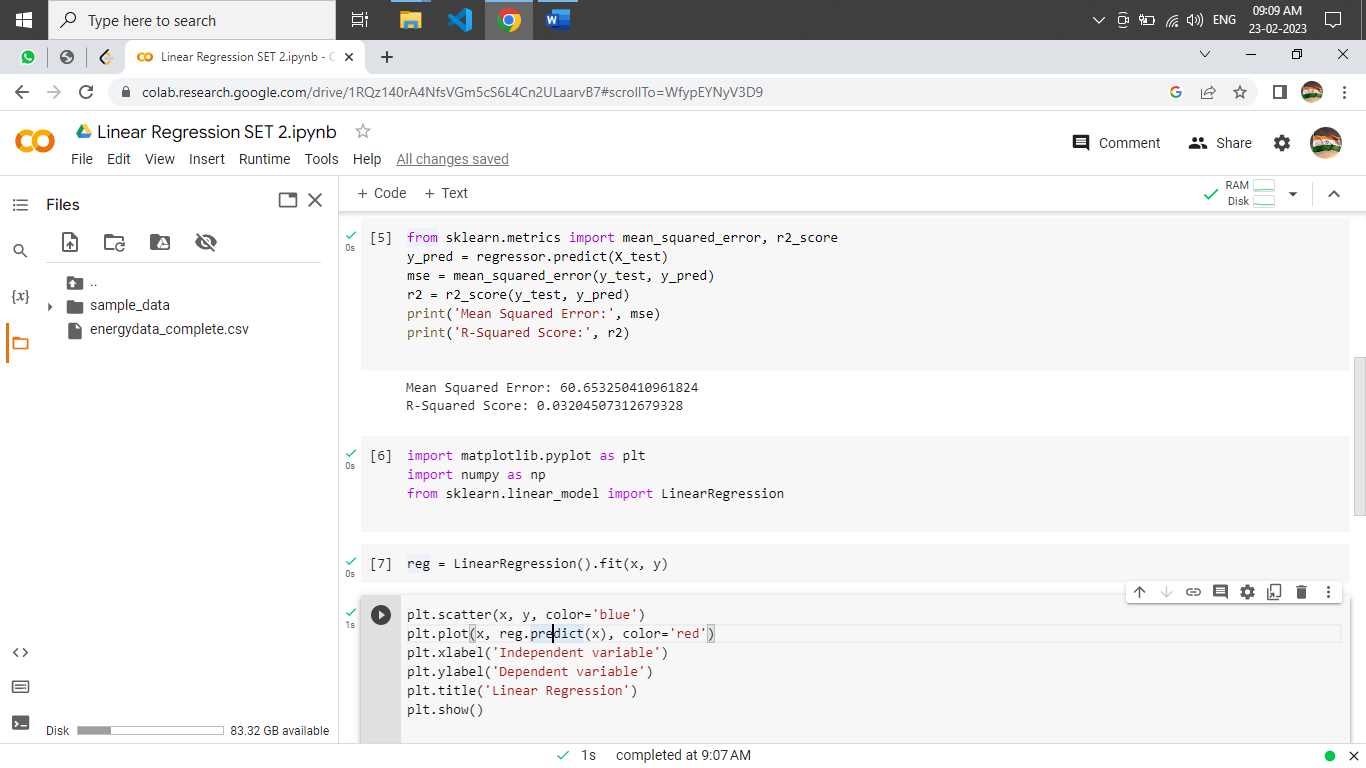 Type here to search
ENG
09:09 AM
23-02-2023
Linear Regression SET 2.ipynb - C
colab.research.google.com/drive/1RQz140rA4NfsVGm5cS6L4Cn2ULaarvB7#scrollTo=WfypEYNyV3D9
Linear Regression SET 2.ipynb
File Edit View Insert Runtime Tools Help All changes saved
Comment Share
Files
+ Code + Text
RAM
Disk
..
sample_data
energydata_complete.csv
{x}
[5] from sklearn.metrics import mean_squared_error, r2_score
0s
y_pred = regressor.predict(X_test)
mse = mean_squared_error(y_test, y_pred)
r2 = r2_score(y_test, y_pred)
print('Mean Squared Error:', mse)
print('R-Squared Score:', r2)
Mean Squared Error: 60.653250410961824
R-Squared Score: 0.03204507312679328
[6] import matplotlib.pyplot as plt
0s
import numpy as np
from sklearn.linear_model import LinearRegression
[7] reg = LinearRegression().fit(x, y)
0s
plt.scatter(x, y, color='blue')
1s
plt.plot(x, reg.predict(x), color='red')
plt.xlabel('Independent variable')
plt.ylabel('Dependent variable')
plt.title('Linear Regression')
plt.show()
Disk 83.32 GB available
1s completed at 9:07 AM